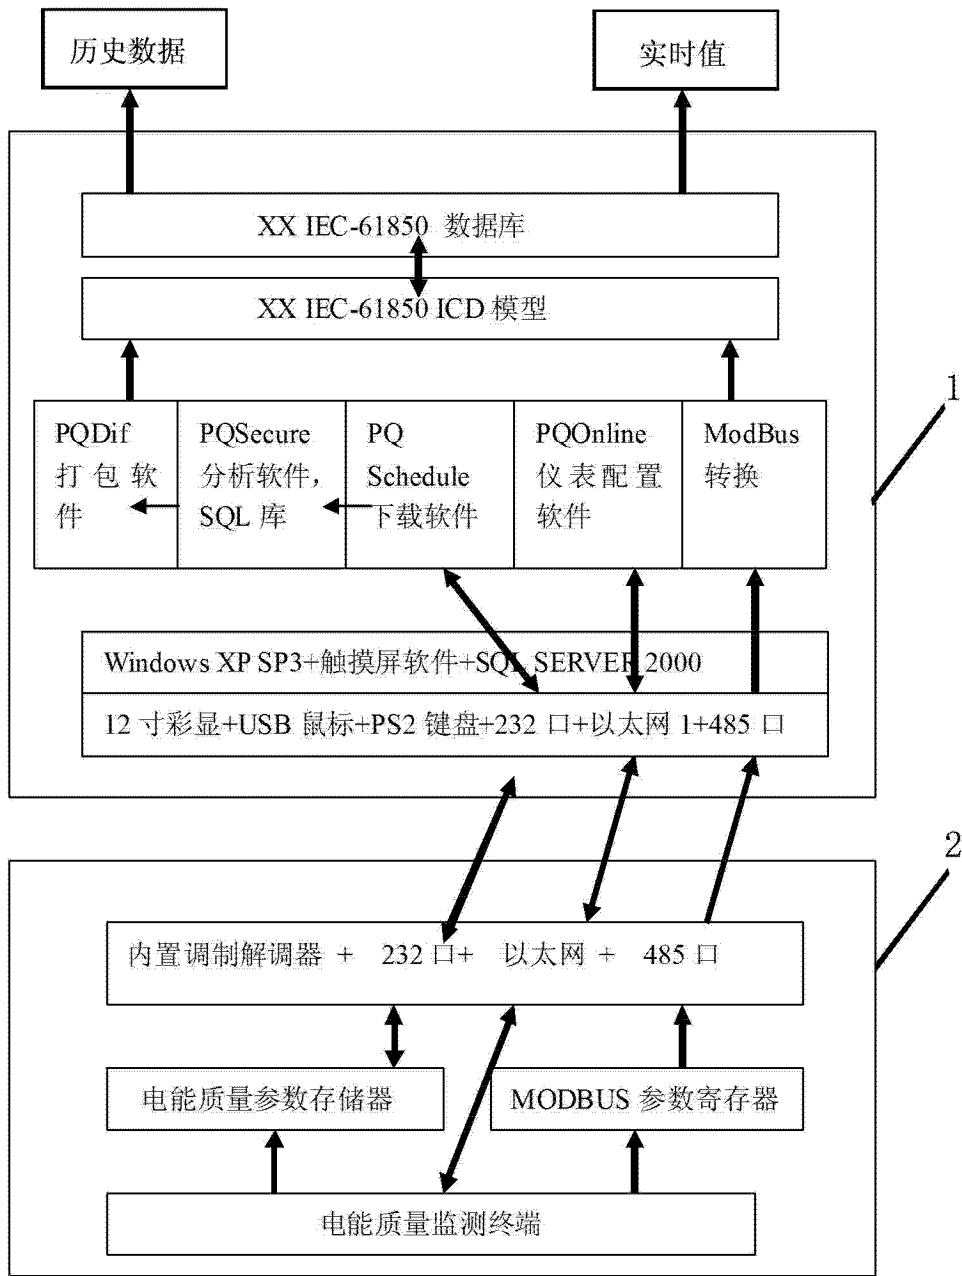 历史数据
实时值
XX IEC-61850 数据库
XX IEC-61850 ICD 模型
1
PQDif
打 包 软
件
PQSecure
分析软件，
SQL 库
PQ
Schedule
下载软件
PQOnline
仪表配置
软件
ModBus
转换
Windows XP SP3+触摸屏软件+SQL SERVER 2000
12 寸彩显+USB 鼠标+PS2 键盘+232 口+以太网 1+485 口
2
内置调制解调器 + 232 口+ 以太网 + 485 口
电能质量参数存储器
MODBUS 参数寄存器
电能质量监测终端